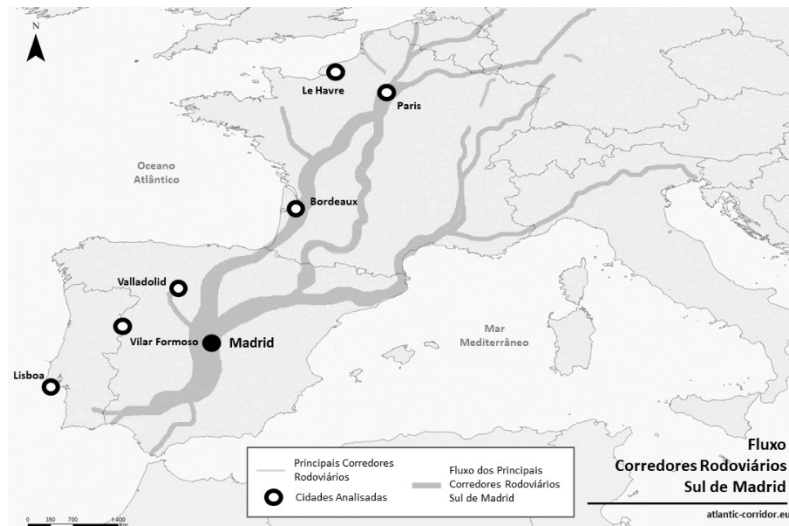 N
Le Havre
Paris
Oceano
Atlântico
Bordeaux
Valladolid
Vilar Formoso
Madrid
Lisboa
Mar
Mediterrâneo
Principais Corredores
Rodoviários
Cidades Analisadas
Fluxo dos Principais
Corredores Rodoviários
Sul de Madrid
Fluxo
Corredores Rodoviários
Sul de Madrid
atlantic-corridor.eu
0 350 700 1 400